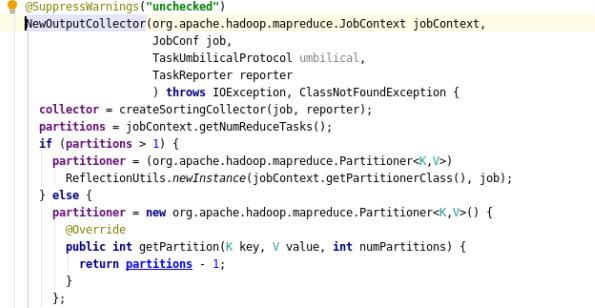 @SuppressWarnings("unchecked")
NewOutputCollector(org.apache.hadoop.mapreduce.JobContext jobContext,
                   JobConf job,
                   TaskUmbilicalProtocol umbilical,
                   TaskReporter reporter
                   ) throws IOException, ClassNotFoundException {
  collector = createSortingCollector(job, reporter);
  partitions = jobContext.getNumReduceTasks();
  if (partitions > 1) {
    partitioner = (org.apache.hadoop.mapreduce.Partitioner<K,V>)
      ReflectionUtils.newInstance(jobContext.getPartitionerClass(), job);
  } else {
    partitioner = new org.apache.hadoop.mapreduce.Partitioner<K,V>() {
      @Override
      public int getPartition(K key, V value, int numPartitions) {
        return partitions - 1;
      }
    };